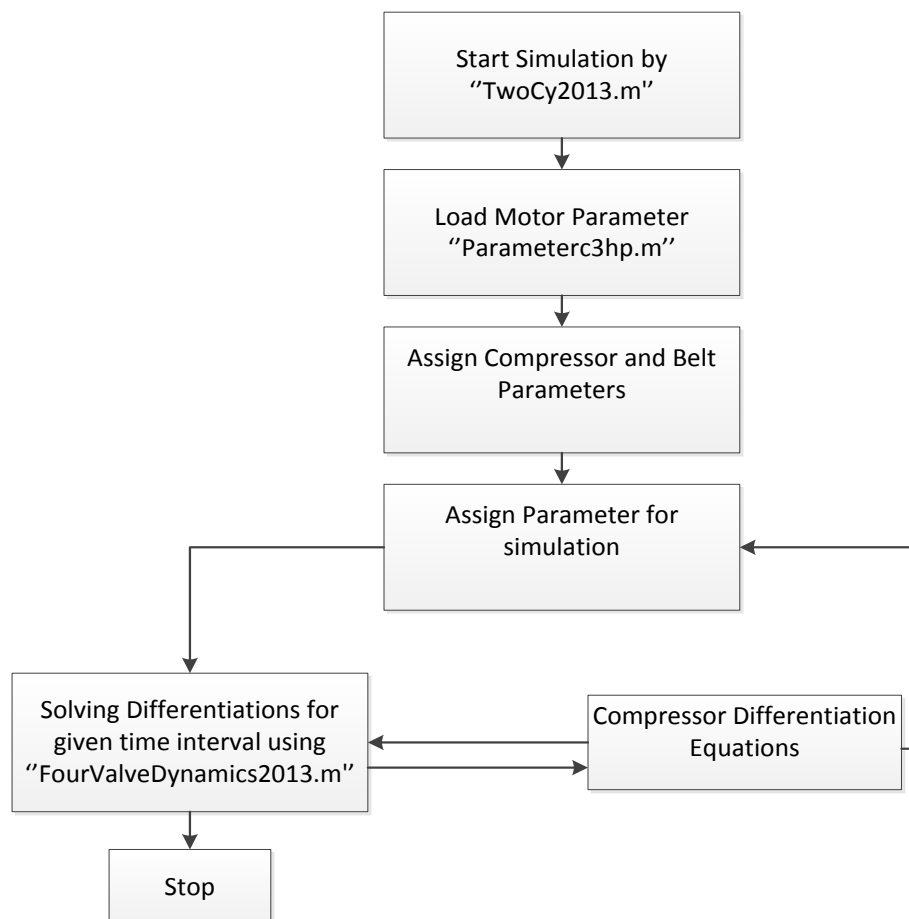 Start Simulation by
‘’TwoCy2013.m''
Load Motor Parameter
‘’Parameterc3hp.m’’
Assign Compressor and Belt
Parameters
Assign Parameter for
simulation
Solving Differentiations for
given time interval using
‘’FourValveDynamics2013.m''
Compressor Differentiation
Equations
Stop